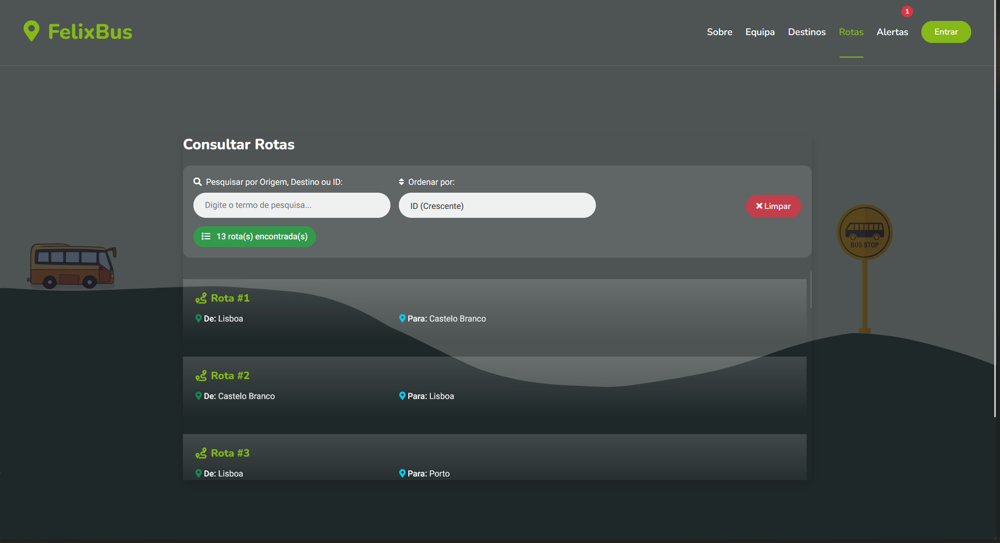 FelixBus
Sobre Equipa Destinos Rotas Alertas 1 Entrar
Consultar Rotas
Pesquisar por Origem, Destino ou ID: Ordenar por:
Digite o termo de pesquisa... ID (Crescente) Limpar
13 rota(s) encontrada(s)
BUS STOP
Rota #1
De: Lisboa Para: Castelo Branco
Rota #2
De: Castelo Branco Para: Lisboa
Rota #3
De: Lisboa Para: Porto